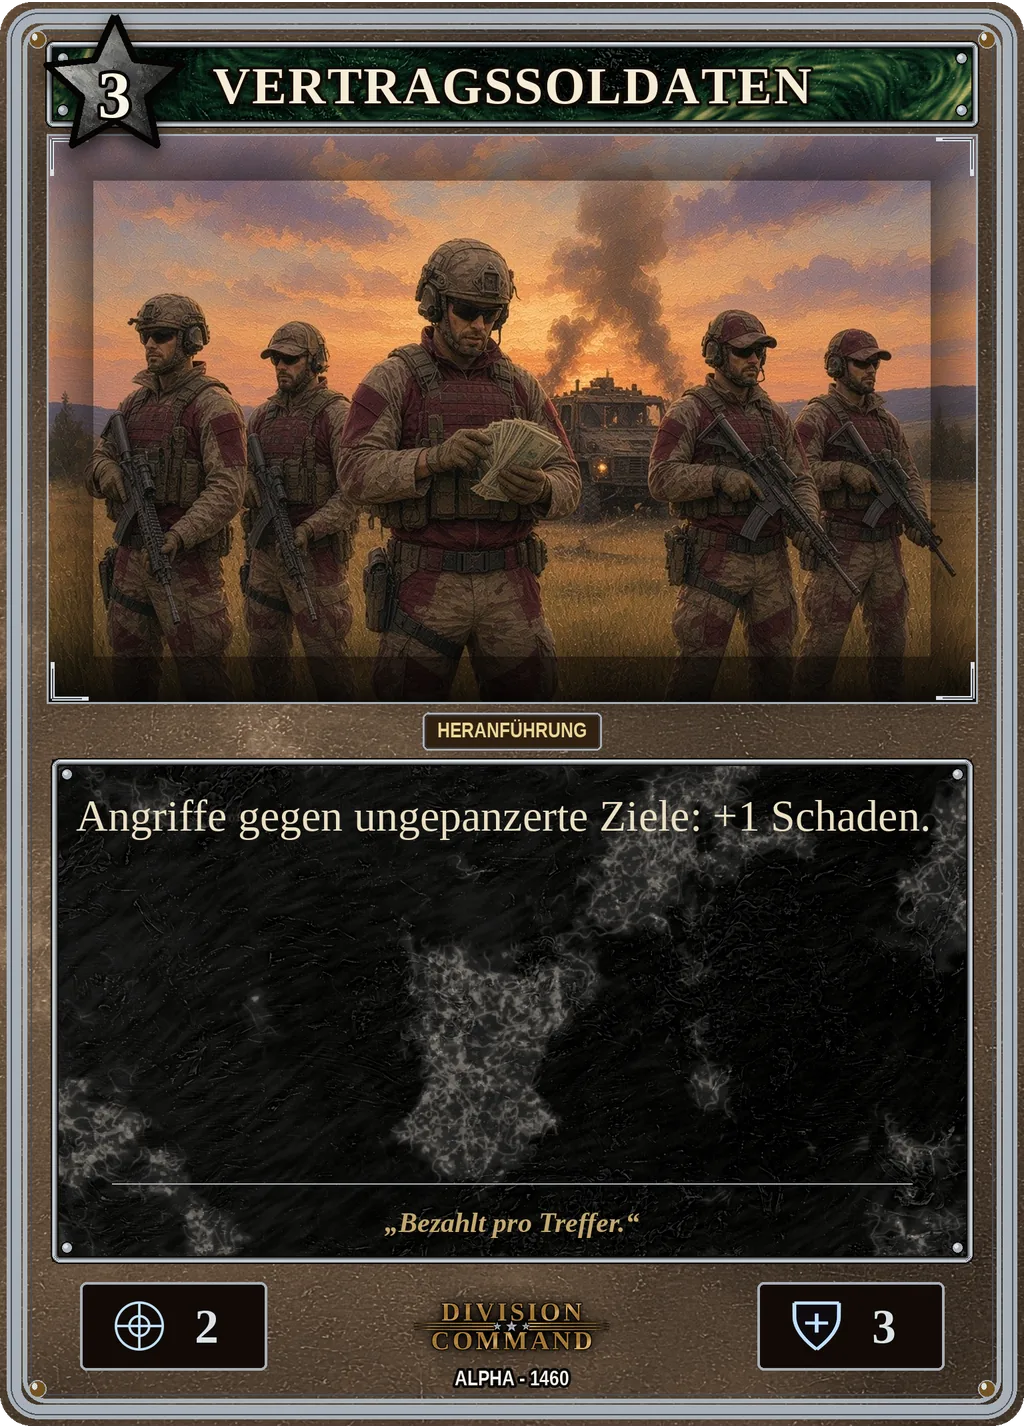 3
VERTRAGSSOLDATEN
HERANFÜHRUNG
Angriffe gegen ungepanzerte Ziele: +1 Schaden.
„Bezahlt pro Treffer.“
2
DIVISION
COMMAND
ALPHA - 1460
3